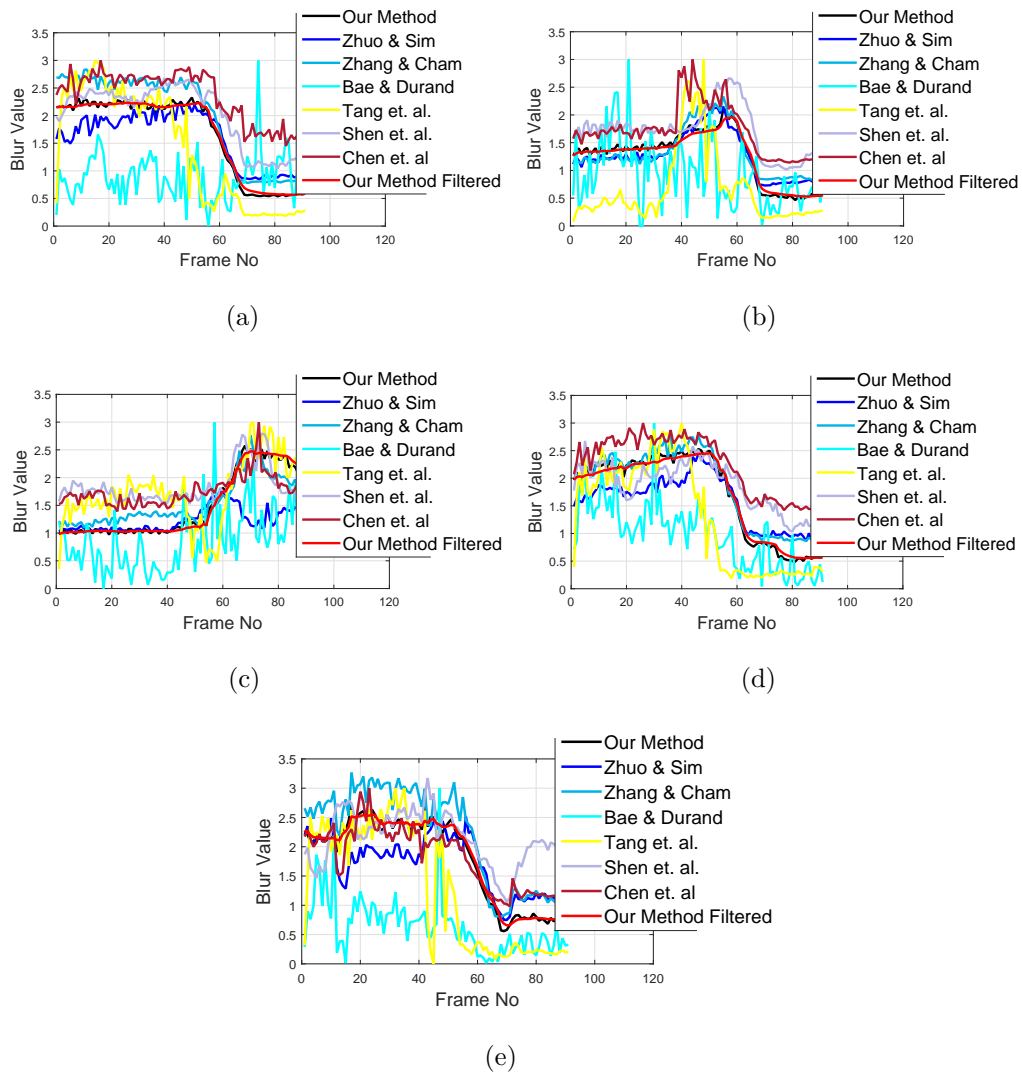 Our Method
Zhuo & Sim
Zhang & Cham
Bae & Durand
Tang et. al.
Shen et. al.
Chen et. al
Our Method Filtered
Blur Value
3.5
3
2.5
2
1.5
1
0.5
0
0 20 40 60 80 100 120
Frame No
(a)
Our Method
Zhuo & Sim
Zhang & Cham
Bae & Durand
Tang et. al.
Shen et. al.
Chen et. al
Our Method Filtered
Blur Value
3.5
3
2.5
2
1.5
1
0.5
0
0 20 40 60 80 100 120
Frame No
(b)
Our Method
Zhuo & Sim
Zhang & Cham
Bae & Durand
Tang et. al.
Shen et. al.
Chen et. al
Our Method Filtered
Blur Value
3.5
3
2.5
2
1.5
1
0.5
0
0 20 40 60 80 100 120
Frame No
(c)
Our Method
Zhuo & Sim
Zhang & Cham
Bae & Durand
Tang et. al.
Shen et. al.
Chen et. al
Our Method Filtered
Blur Value
3.5
3
2.5
2
1.5
1
0.5
0
0 20 40 60 80 100 120
Frame No
(d)
Our Method
Zhuo & Sim
Zhang & Cham
Bae & Durand
Tang et. al.
Shen et. al.
Chen et. al
Our Method Filtered
Blur Value
3.5
3
2.5
2
1.5
1
0.5
0
0 20 40 60 80 100 120
Frame No
(e)